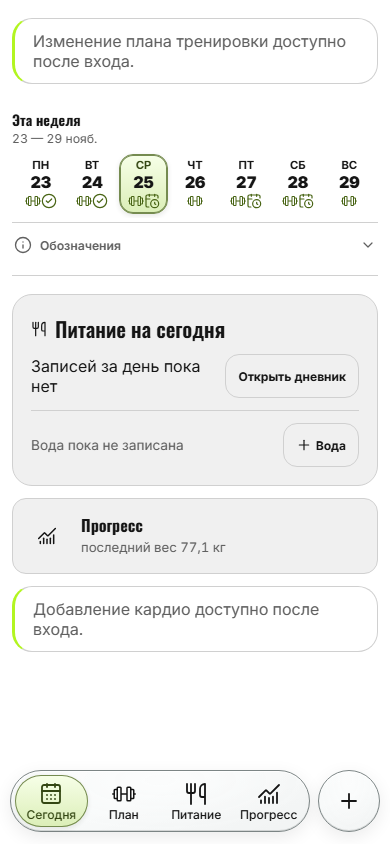 Изменение плана тренировки доступно
после входа.
Эта неделя
23 — 29 нояб.
ПН ВТ СР ЧТ ПТ СБ ВС
23 24 25 26 27 28 29
Обозначения
Питание на сегодня
Записей за день пока
нет
Открыть дневник
Вода пока не записана
Вода
Прогресс
последний вес 77,1 кг
Добавление кардио доступно после
входа.
Сегодня План Питание Прогресс